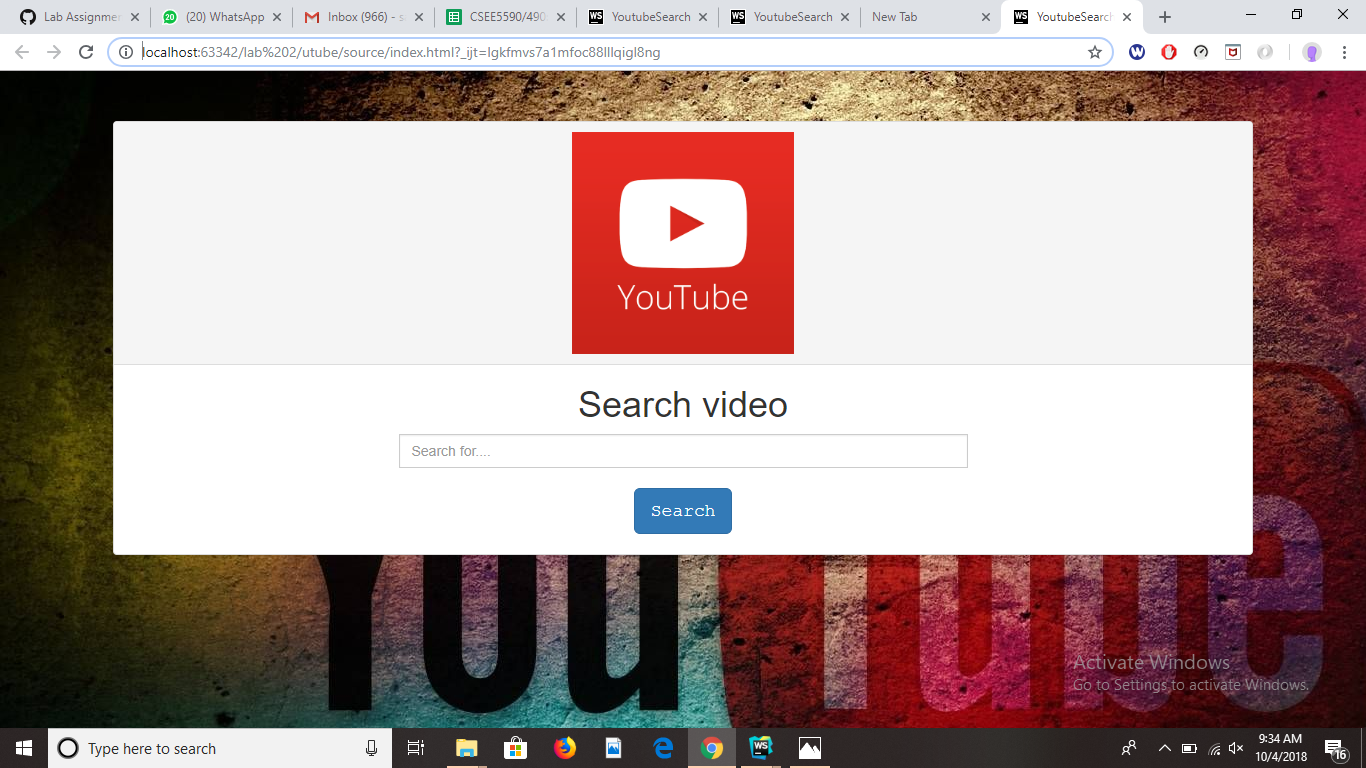 Lab Assignmen
20
(20) WhatsApp
Inbox (966) - s
CSEE5590/490
WS
YoutubeSearch
WS
YoutubeSearch
New Tab
WS
YoutubeSearch
localhost:63342/lab%202/utube/source/index.html?_ijt=lgkfmvs7a1mfoc88lllqigl8ng
W
YouTube
Search video
Search for....
Search
YouTube
Activate Windows
Go to Settings to activate Windows.
Type here to search
WS
9:34 AM
10/4/2018
16